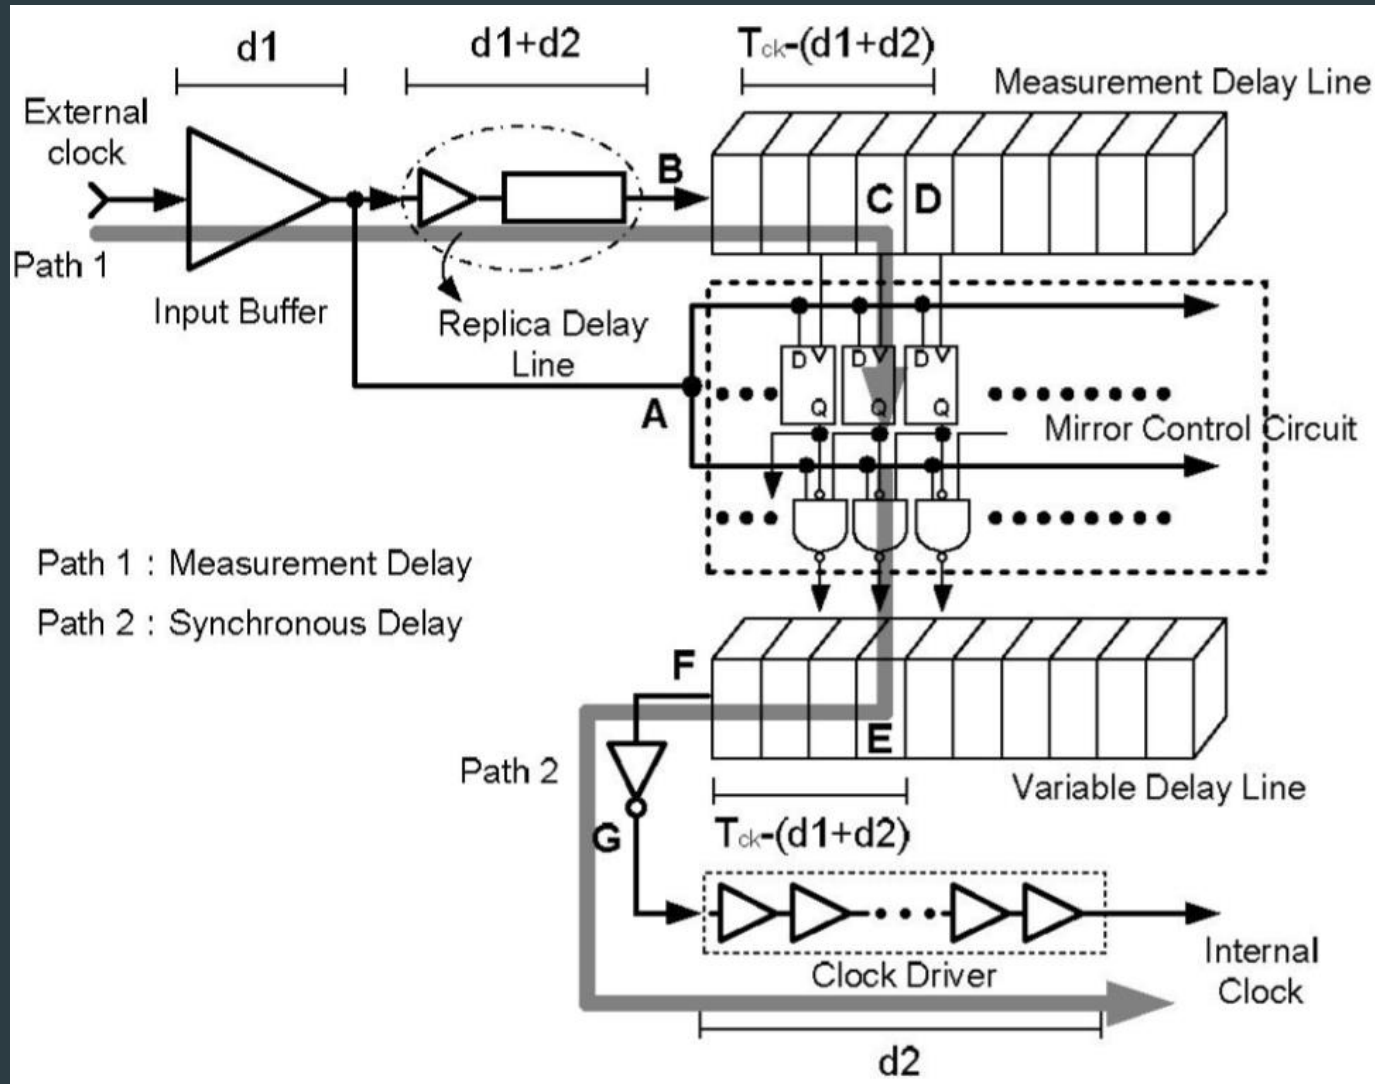 d1
d1+d2
Tck-(d1+d2)
Measurement Delay Line
External
clock
B
C
D
Path 1
Input Buffer
Replica Delay
Line
D
D
D
Q
Q
Q
A
Mirror Control Circuit
Path 1 : Measurement Delay
Path 2 : Synchronous Delay
F
E
Path 2
Variable Delay Line
G
Tck-(d1+d2)
Clock Driver
Internal
Clock
d2